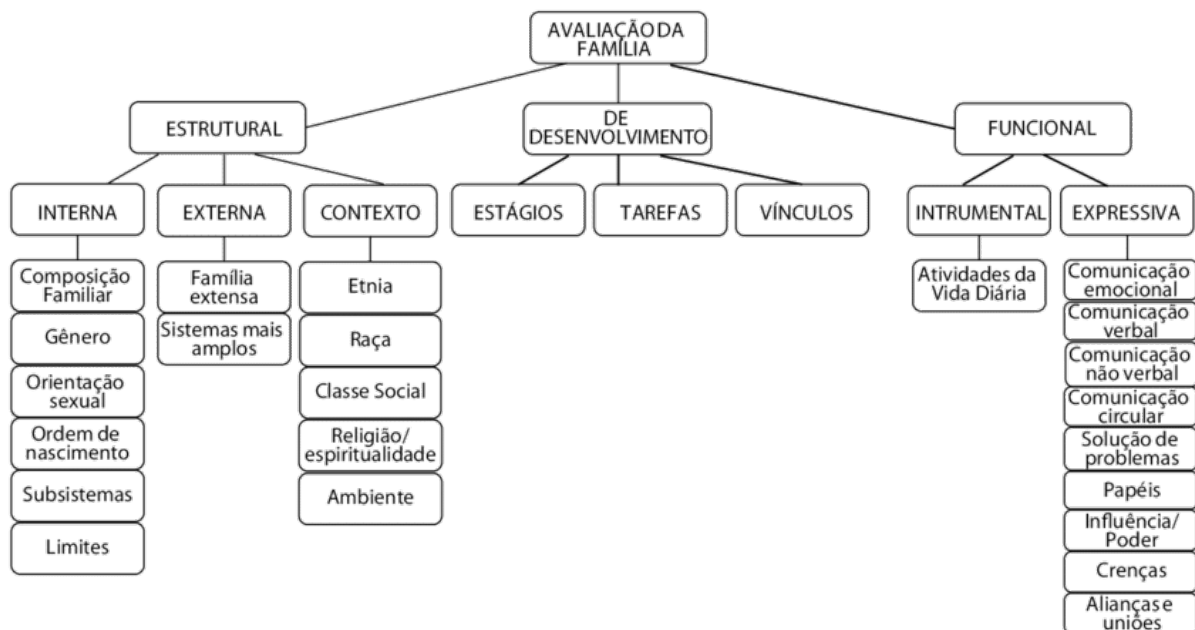 AVALIAÇÃO DA
FAMÍLIA
ESTRUTURAL
DE
DESENVOLVIMENTO
FUNCIONAL
INTERNA
EXTERNA
CONTEXTO
ESTÁGIOS
TAREFAS
VÍNCULOS
INTRUMENTAL
EXPRESSIVA
Composição
Familiar
Gênero
Orientação
sexual
Ordem de
nascimento
Subsistemas
Limites
Família
extensa
Sistemas mais
amplos
Etnia
Raça
Classe Social
Religião/
espiritualidade
Ambiente
Atividades da
Vida Diária
Comunicação
emocional
Comunicação
verbal
Comunicação
não verbal
Comunicação
circular
Solução de
problemas
Papéis
Influência/
Poder
Crenças
Alianças e
uniões